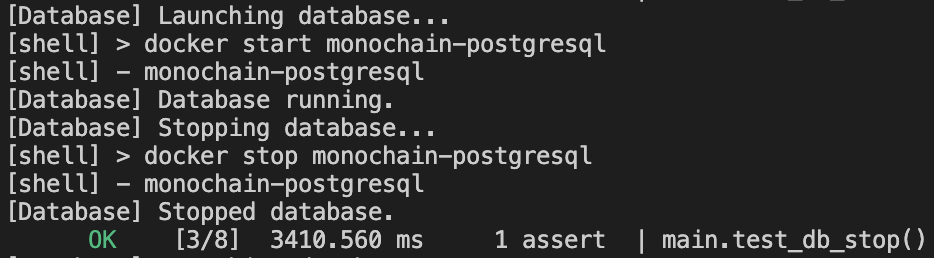 [Database] Launching database...
[shell] > docker start monochain-postgresql
[shell] - monochain-postgresql
[Database] Database running.
[Database] Stopping database...
[shell] > docker stop monochain-postgresql
[shell] - monochain-postgresql
[Database] Stopped database.
OK [3/8] 3410.560 ms 1 assert | main.test_db_stop()